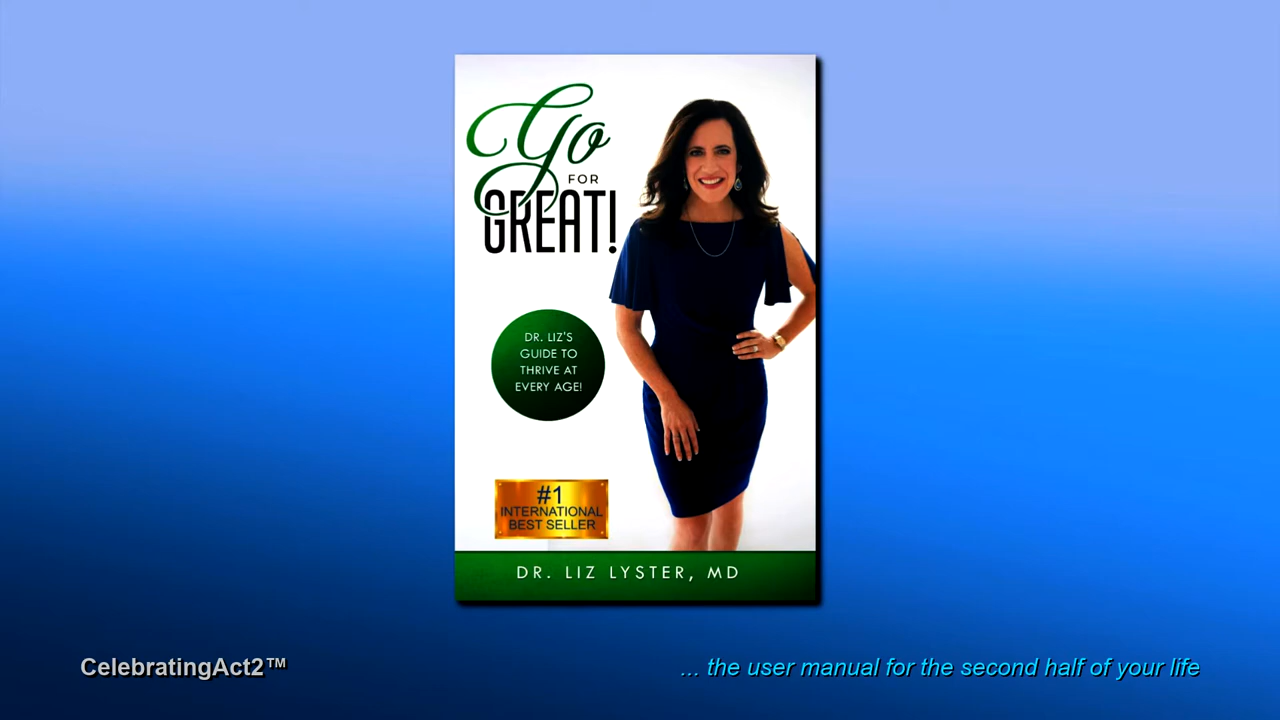 Go
FOR
GREAT!
DR. LIZ'S
GUIDE TO
THRIVE AT
EVERY AGE!
#1
INTERNATIONAL
BEST SELLER
DR. LIZ LYSTER, MD
CelebratingAct2™
... the user manual for the second half of your life